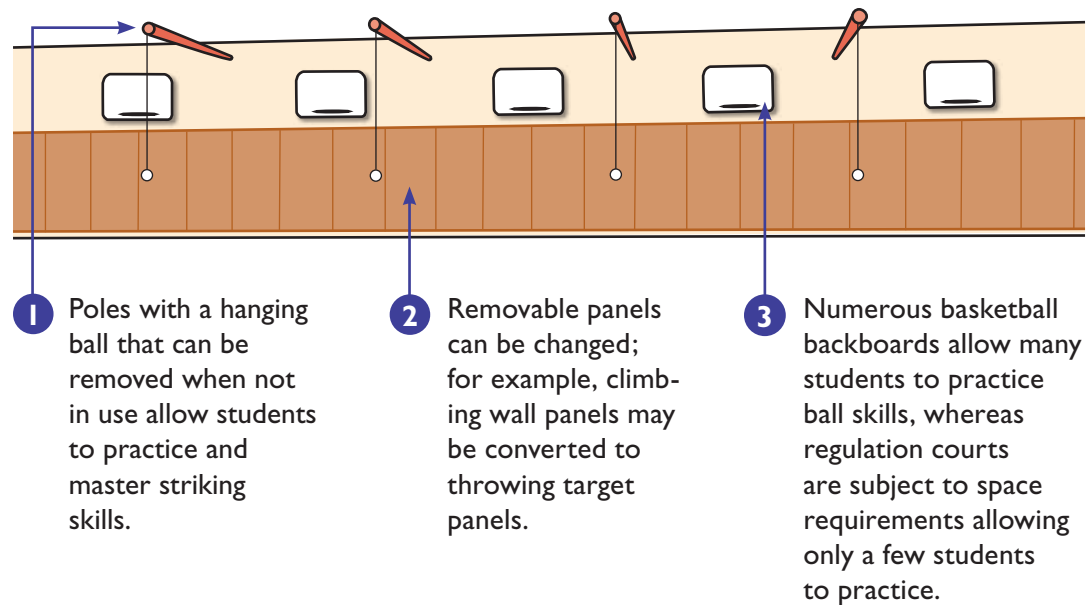 1 Poles with a hanging
ball that can be
removed when not
in use allow students
to practice and
master striking
skills.
2 Removable panels
can be changed;
for example, climb-
ing wall panels may
be converted to
throwing target
panels.
3 Numerous basketball
backboards allow many
students to practice
ball skills, whereas
regulation courts
are subject to space
requirements allowing
only a few students
to practice.